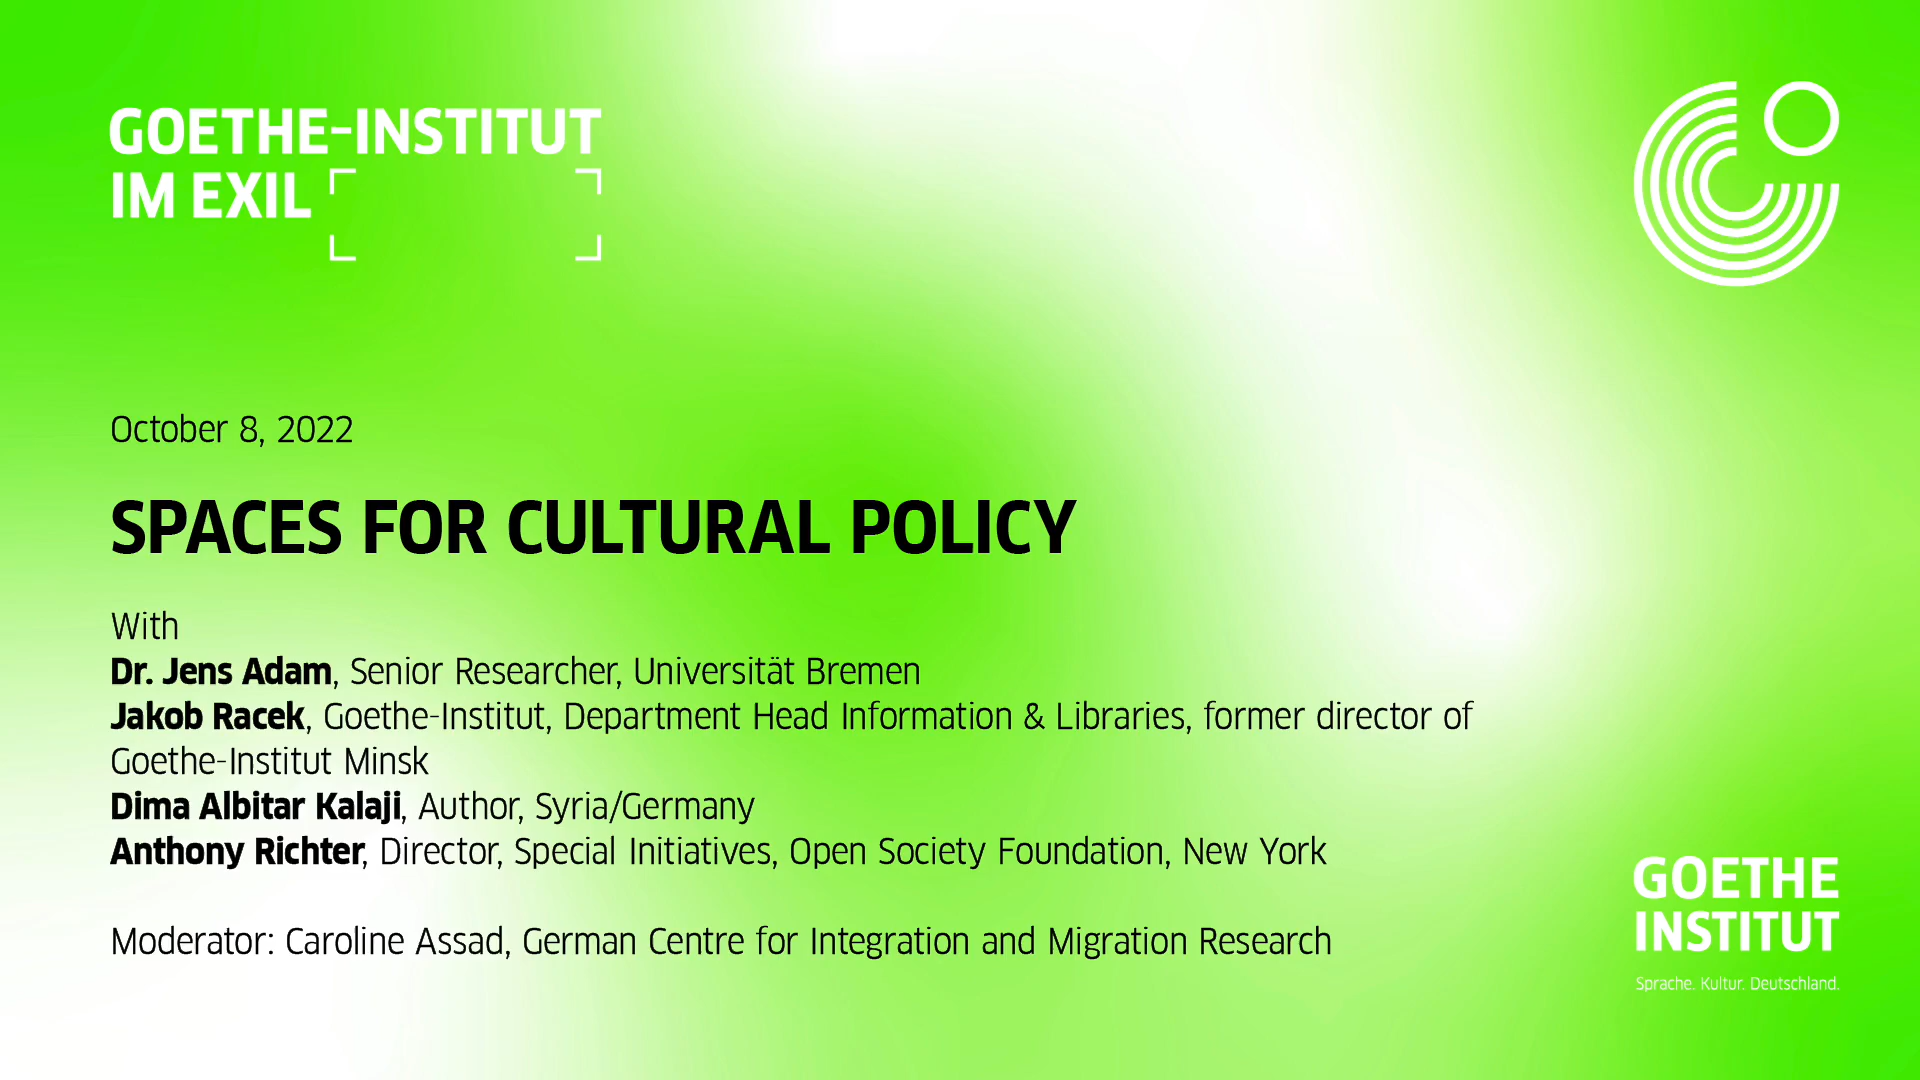 GOETHE-INSTITUT
IM EXIL
October 8, 2022
SPACES FOR CULTURAL POLICY
With
Dr. Jens Adam, Senior Researcher, Universität Bremen
Jakob Racek, Goethe-Institut, Department Head Information & Libraries, former director of
Goethe-Institut Minsk
Dima Albitar Kalaji, Author, Syria/Germany
Anthony Richter, Director, Special Initiatives, Open Society Foundation, New York
Moderator: Caroline Assad, German Centre for Integration and Migration Research
GOETHE
INSTITUT
Sprache. Kultur. Deutschland.